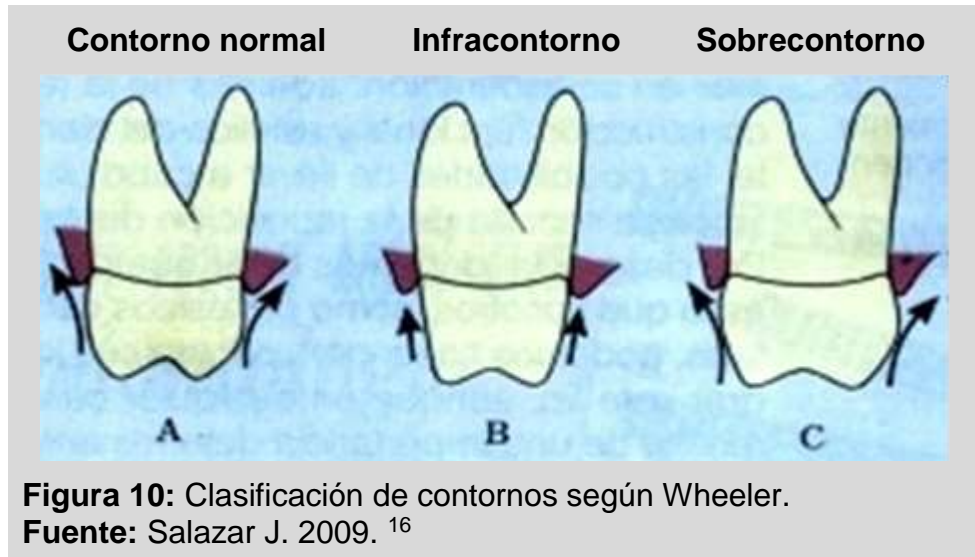 Contorno normal Infracontorno Sobrecontorno
A B C
Figura 10: Clasificación de contornos según Wheeler.
Fuente: Salazar J. 2009. 16